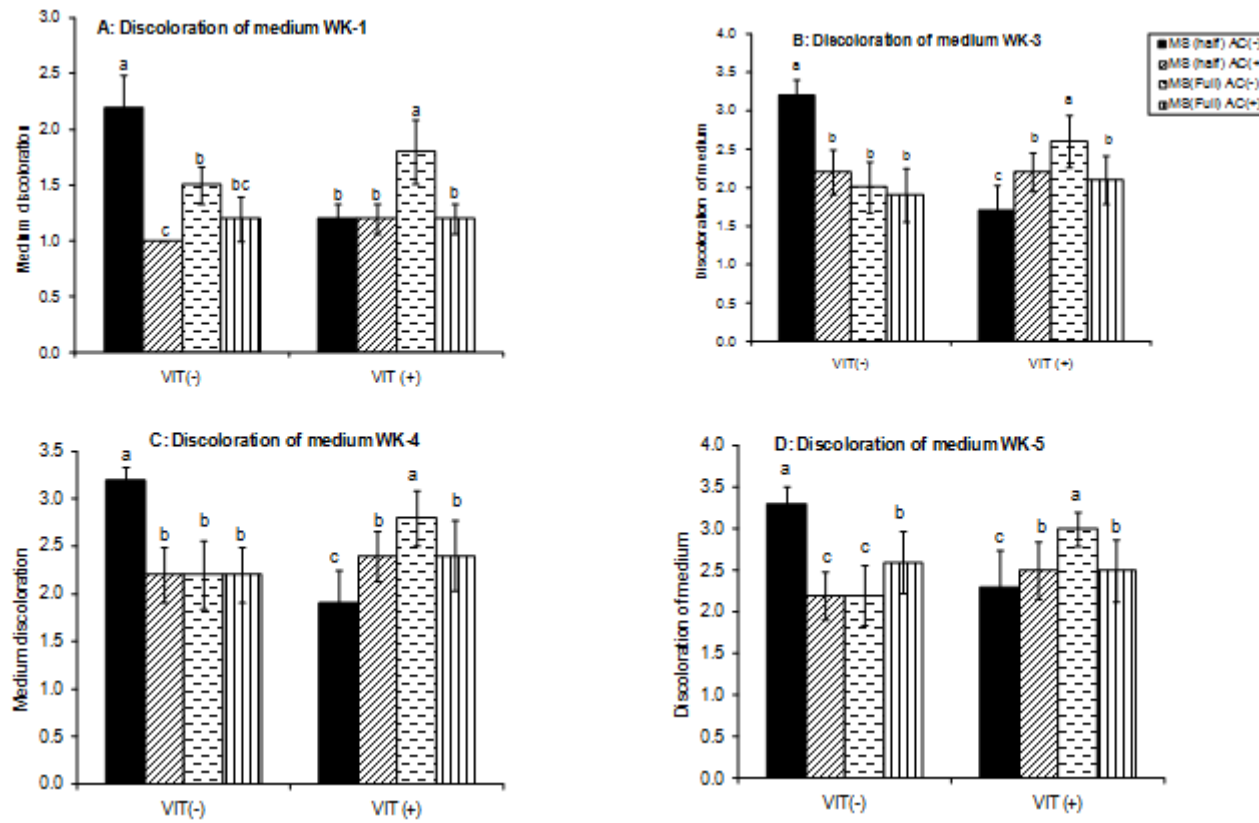 A: Discoloration of medium WK-1
Medium discoloration
3.0
2.5
2.0
1.5
1.0
0.5
0.0
a
c
b
bc
b
b
a
b
VIT(-)
VIT (+)
B: Discoloration of medium WK-3
Discoloration of medium
4.0
3.5
3.0
2.5
2.0
1.5
1.0
0.5
0.0
a
b
b
b
c
b
a
b
VIT(-)
VIT (+)
MS (half) AC(-)
MS (half) AC(+
MS(Full) AC(-)
MS(Full) AC(+)
C: Discoloration of medium WK-4
Medium discoloration
3.5
3.0
2.5
2.0
1.5
1.0
0.5
0.0
a
b
b
b
c
b
a
b
VIT(-)
VIT (+)
D: Discoloration of medium WK-5
Discoloration of medium
4.0
3.5
3.0
2.5
2.0
1.5
1.0
0.5
0.0
a
c
c
b
c
b
a
b
VIT(-)
VIT (+)